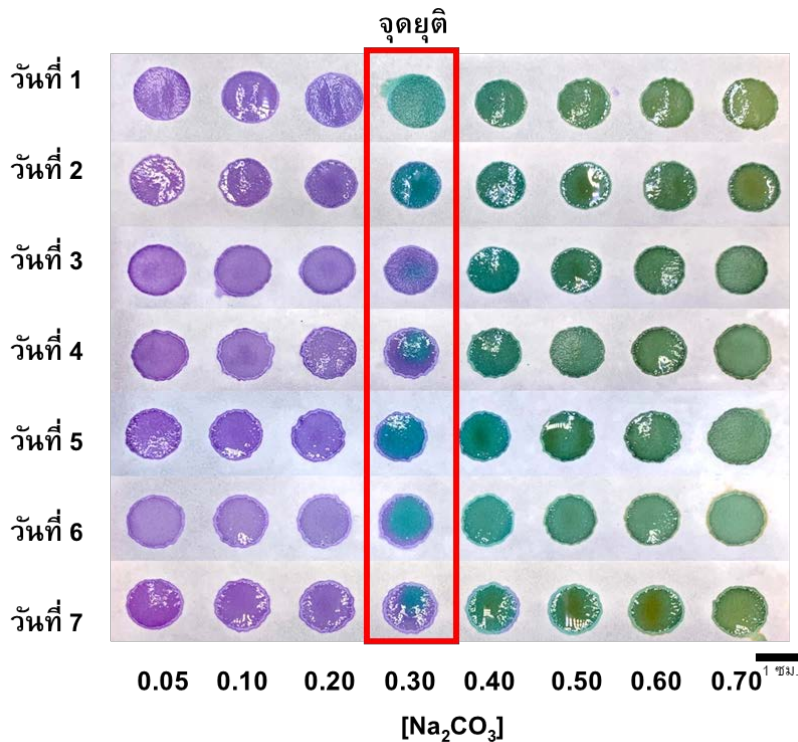 จุดยุติ
วันที่ 1
วันที่ 2
วันที่ 3
วันที่ 4
วันที่ 5
วันที่ 6
วันที่ 7
0.05 0.10 0.20 0.30 0.40 0.50 0.60 0.70
1 ซม.
[Na₂CO₃]